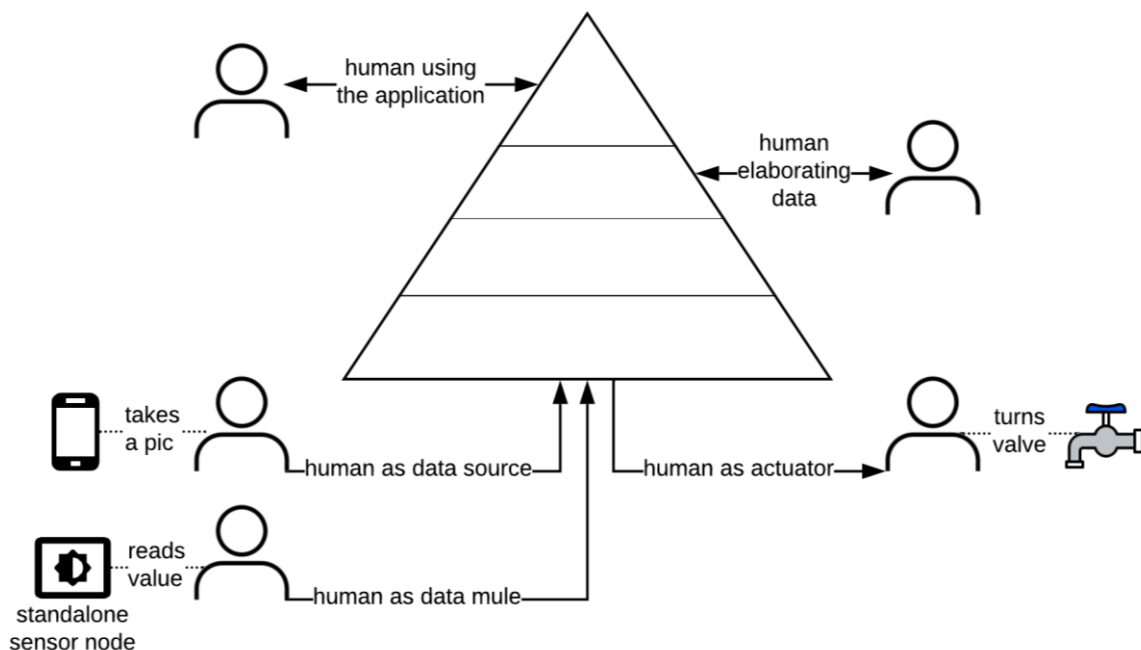 human using
the application
human
elaborating
data
takes
a pic
human as data source
human as actuator
turns
valve
reads
value
human as data mule
standalone
sensor node